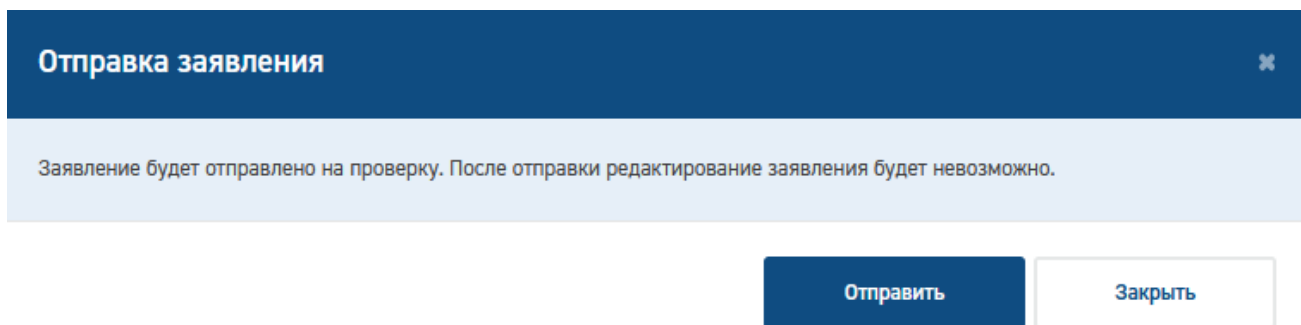 Отправка заявления
Заявление будет отправлено на проверку. После отправки редактирование заявления будет невозможно.
Отправить Закрыть